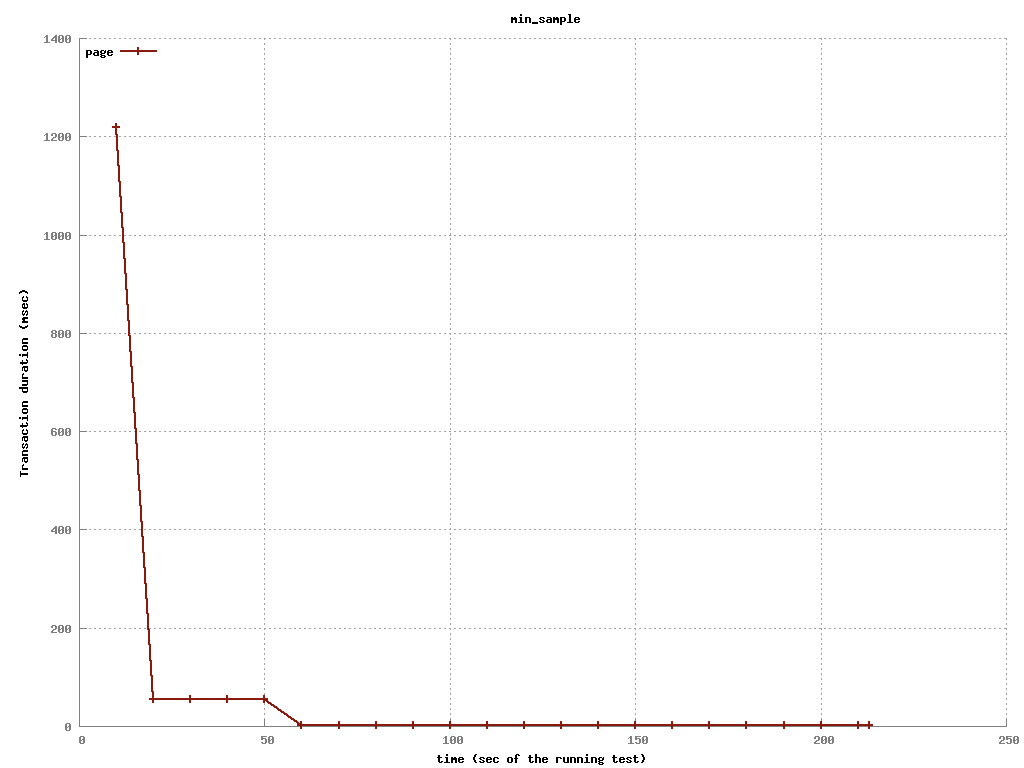 min_sample
page
1400
1200
1000
800
600
400
200
0
Transaction duration (msec)
0 50 100 150 200 250
time (sec of the running test)